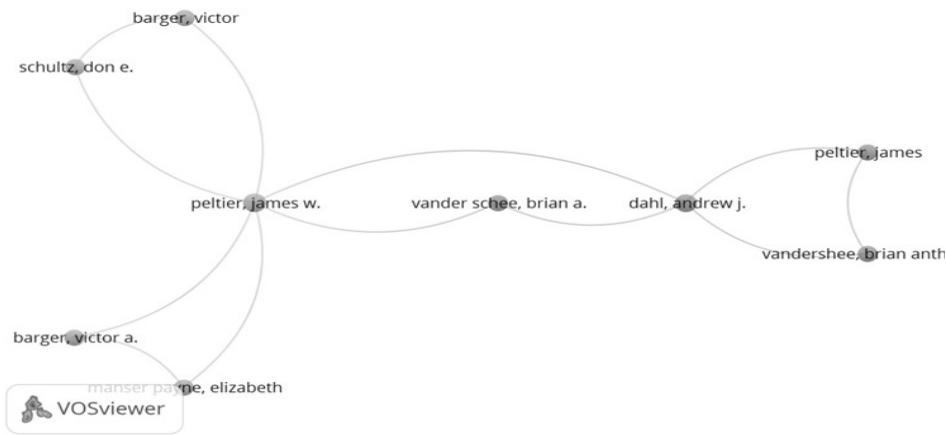 barger, victor
schultz, don e.
peltier, james
peltier, james w.
vander schee, brian a.
dahl, andrew j.
vandershee, brian anth
barger, victor a.
manser payne, elizabeth
VOSviewer